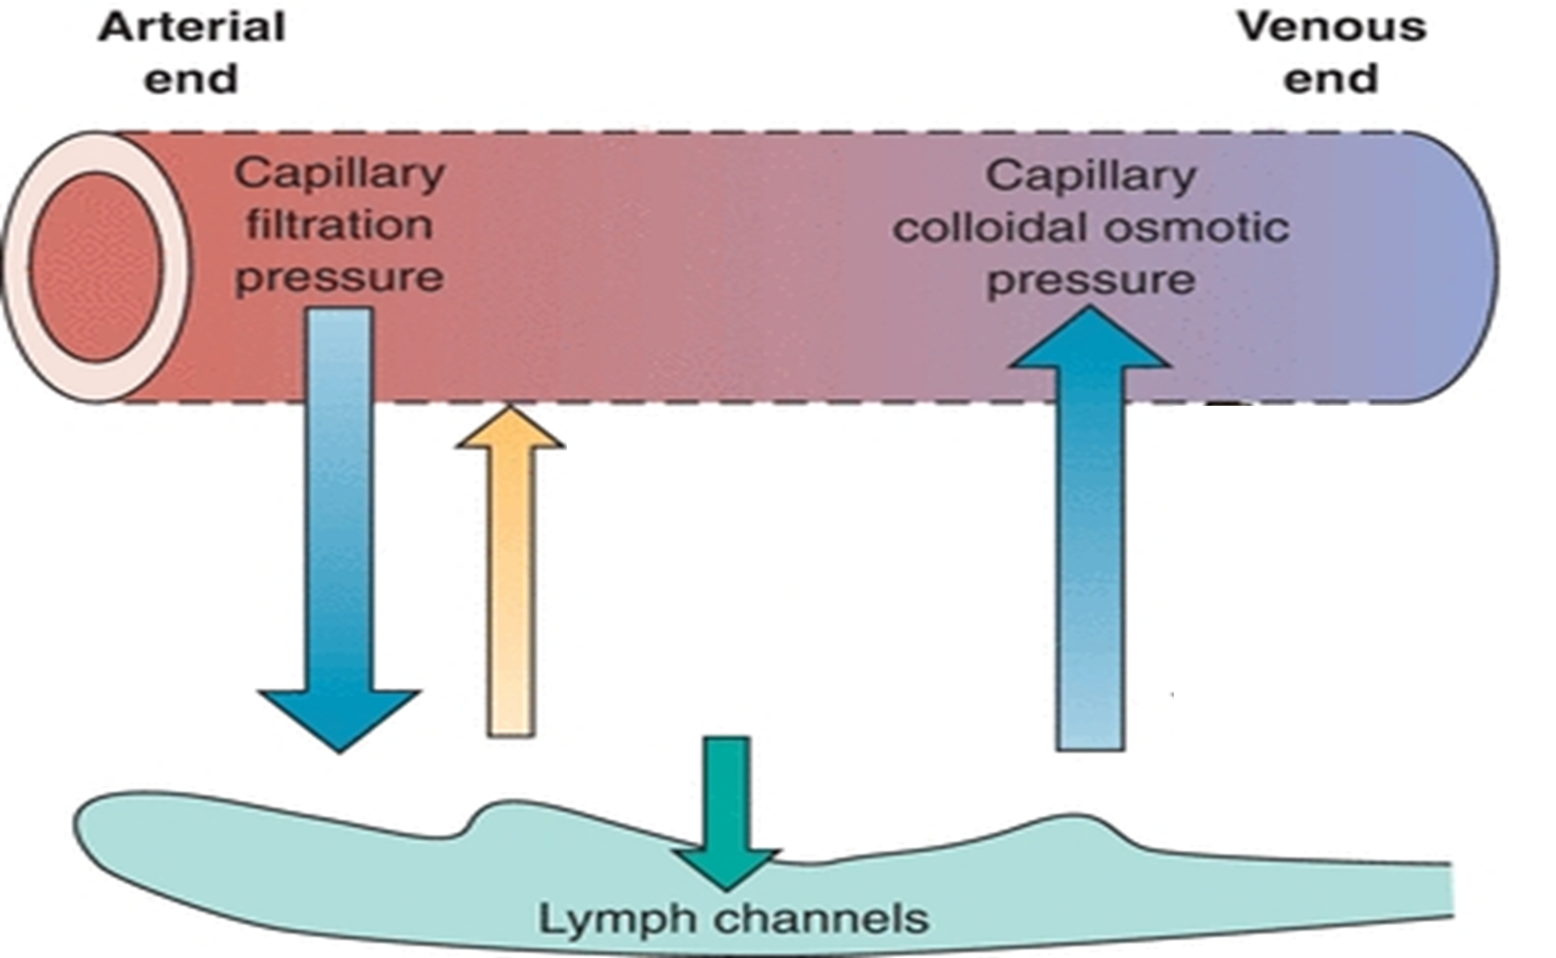 Arterial
end
Venous
end
Capillary
filtration
pressure
Capillary
colloidal osmotic
pressure
Lymph channels